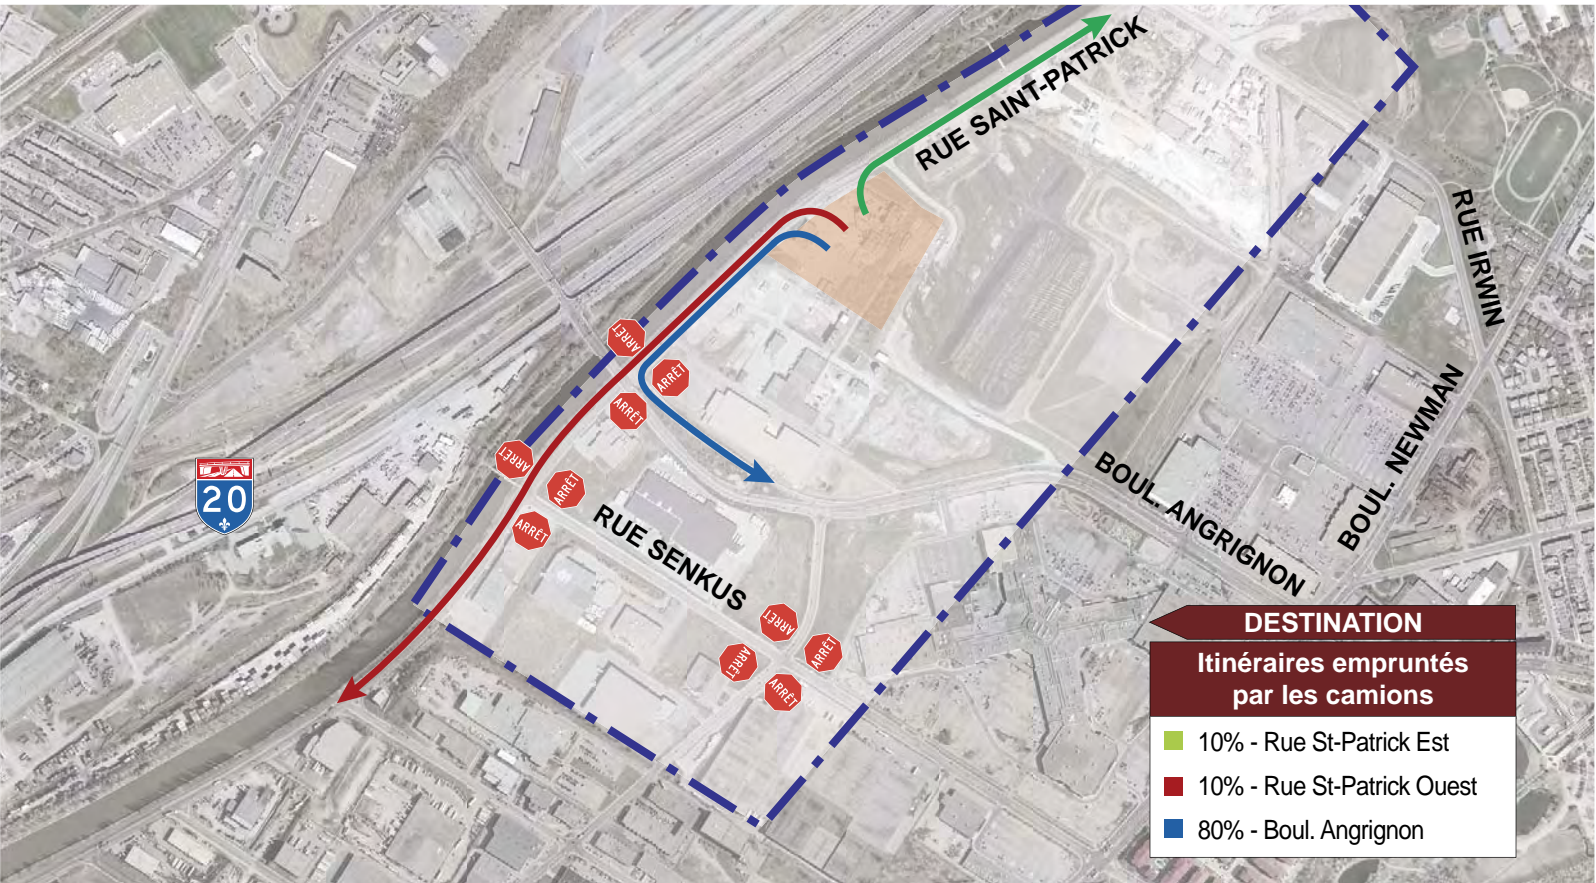 RUE SAINT-PATRICK
RUE IRWIN
ARRÊT
ARRÊT
ARRÊT
BOUL. NEWMAN
ARRÊT
ARRÊT
ARRÊT
20
BOUL. ANGRIGNON
RUE SENKUS
ARRÊT
ARRÊT
ARRÊT
ARRÊT
DESTINATION
Itinéraires empruntés
par les camions
10% - Rue St-Patrick Est
10% - Rue St-Patrick Ouest
80% - Boul. Angrignon